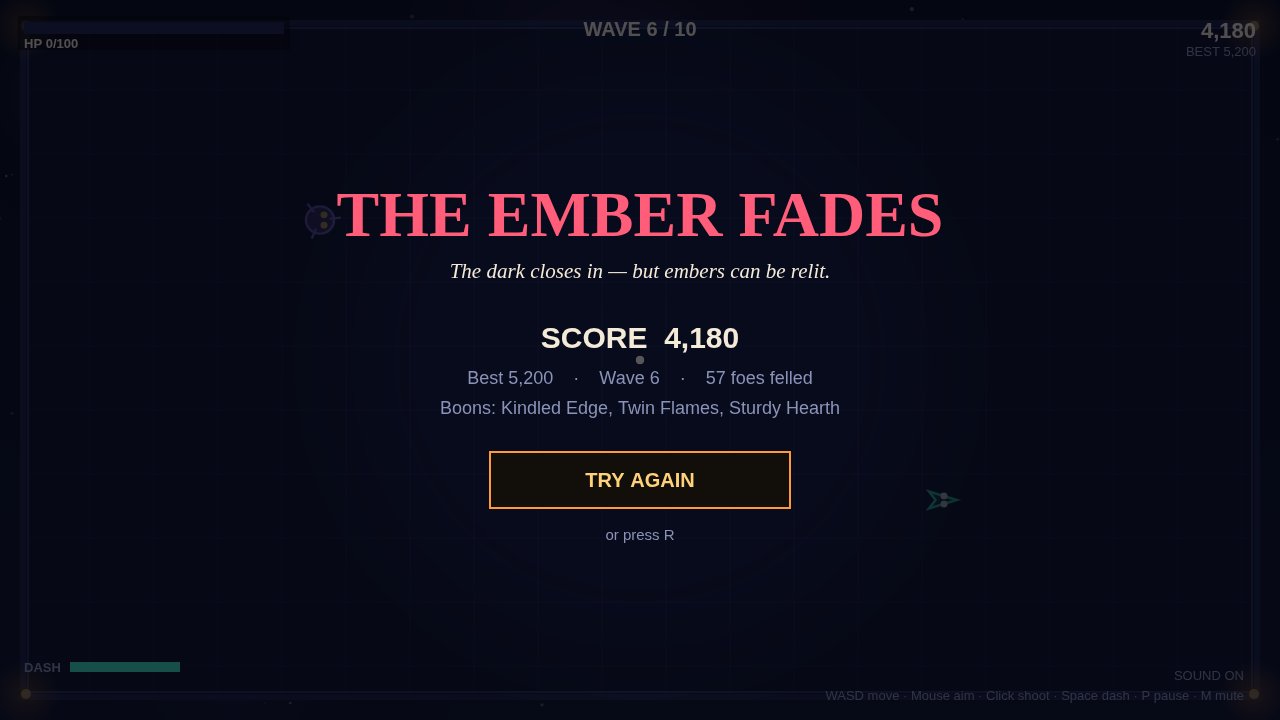 HP 0/100
WAVE 6 / 10
4,180
BEST 5,200
THE EMBER FADES
The dark closes in — but embers can be relit.
SCORE 4,180
Best 5,200 · Wave 6 · 57 foes felled
Boons: Kindled Edge, Twin Flames, Sturdy Hearth
TRY AGAIN
or press R
DASH
SOUND ON
WASD move · Mouse aim · Click shoot · Space dash · P pause · M mute